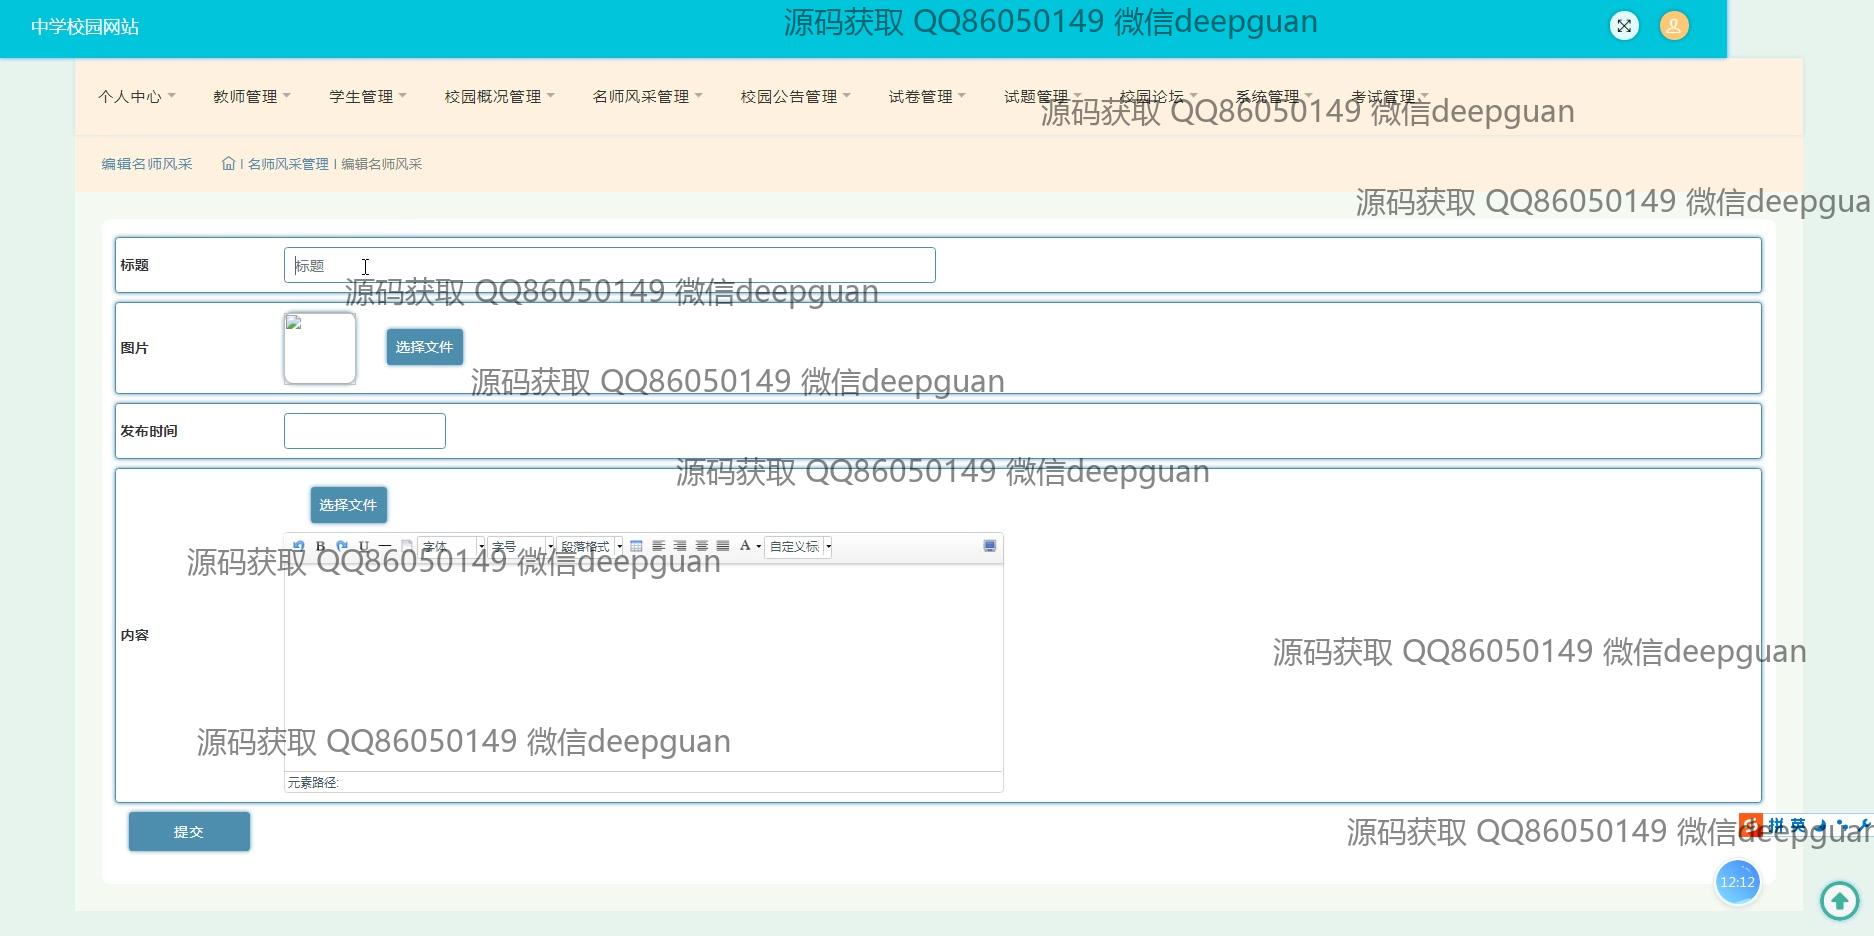 中学校园网站
源码获取 QQ86050149 微信deepguan
个人中心
教师管理
学生管理
校园概况管理
名师风采管理
校园公告管理
试卷管理
试题管理
校园论坛
系统管理
考试管理
源码获取 QQ86050149 微信deepguan
编辑名师风采
名师风采管理
编辑名师风采
源码获取 QQ86050149 微信deepgua
标题
标题
源码获取 QQ86050149 微信deepguan
图片
选择文件
源码获取 QQ86050149 微信deepguan
发布时间
源码获取 QQ86050149 微信deepguan
选择文件
B U 字体 字号 段落格式 A 自定义标
源码获取 QQ86050149 微信deepguan
内容
源码获取 QQ86050149 微信deepguan
源码获取 QQ86050149 微信deepguan
元素路径:
提交
拼 英
源码获取 QQ86050149 微信deepguan
12:12